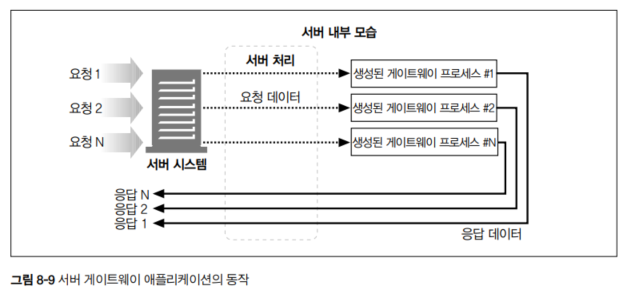 서버 내부 모습
서버 처리
요청 1
생성된 게이트웨이 프로세스 #1
요청 데이터
요청 2
생성된 게이트웨이 프로세스 #2
요청 N
생성된 게이트웨이 프로세스 #N
서버 시스템
응답 N
응답 2
응답 1
응답 데이터
그림 8-9 서버 게이트웨이 애플리케이션의 동작